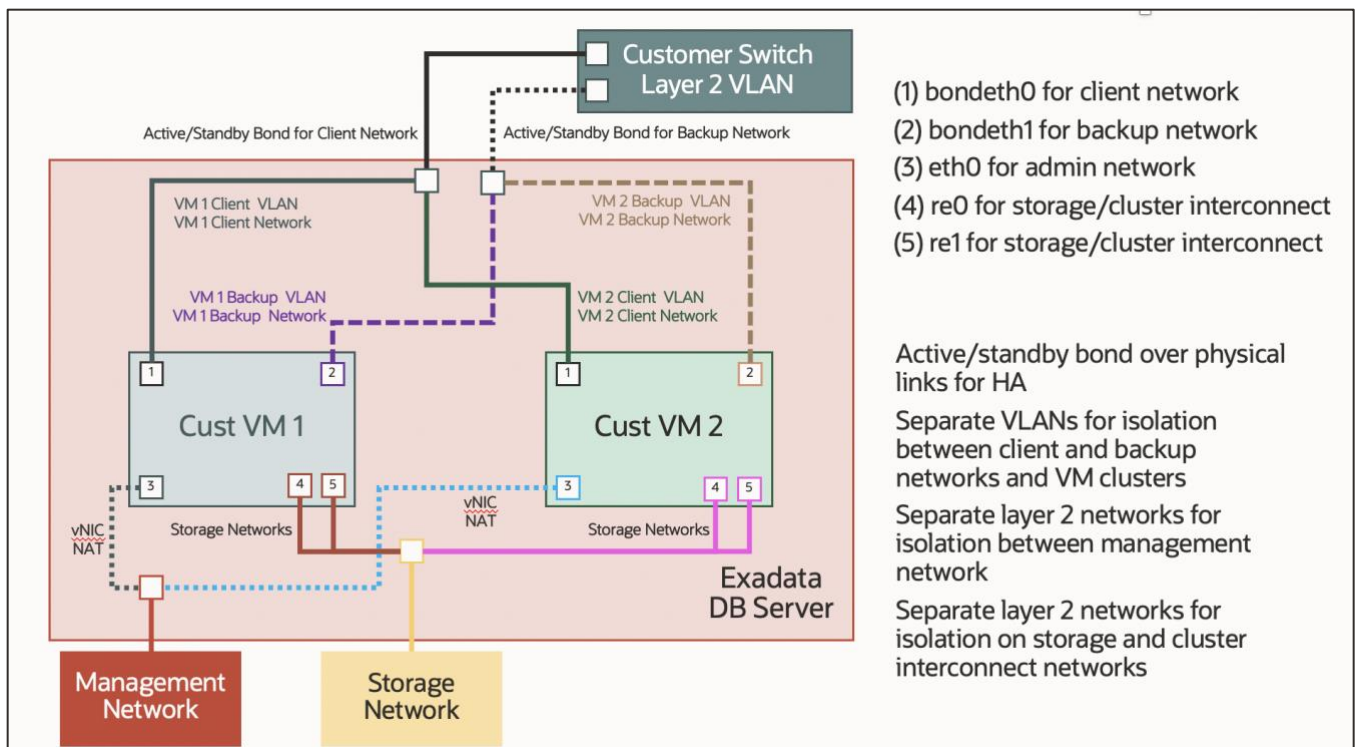 Customer Switch
Layer 2 VLAN
Active/Standby Bond for Client Network
Active/Standby Bond for Backup Network
VM 1 Client VLAN
VM 1 Client Network
VM 2 Backup VLAN
VM 2 Backup Network
VM 1 Backup VLAN
VM 1 Backup Network
VM 2 Client VLAN
VM 2 Client Network
1
2
1
2
Cust VM 1
Cust VM 2
3
4
5
3
4
5
vNIC
NAT
Storage Networks
vNIC
NAT
Storage Networks
Exadata
DB Server
Management
Network
Storage
Network
(1) bondeth0 for client network
(2) bondeth1 for backup network
(3) eth0 for admin network
(4) re0 for storage/cluster interconnect
(5) re1 for storage/cluster interconnect
Active/standby bond over physical
links for HA
Separate VLANs for isolation
between client and backup
networks and VM clusters
Separate layer 2 networks for
isolation between management
network
Separate layer 2 networks for
isolation on storage and cluster
interconnect networks